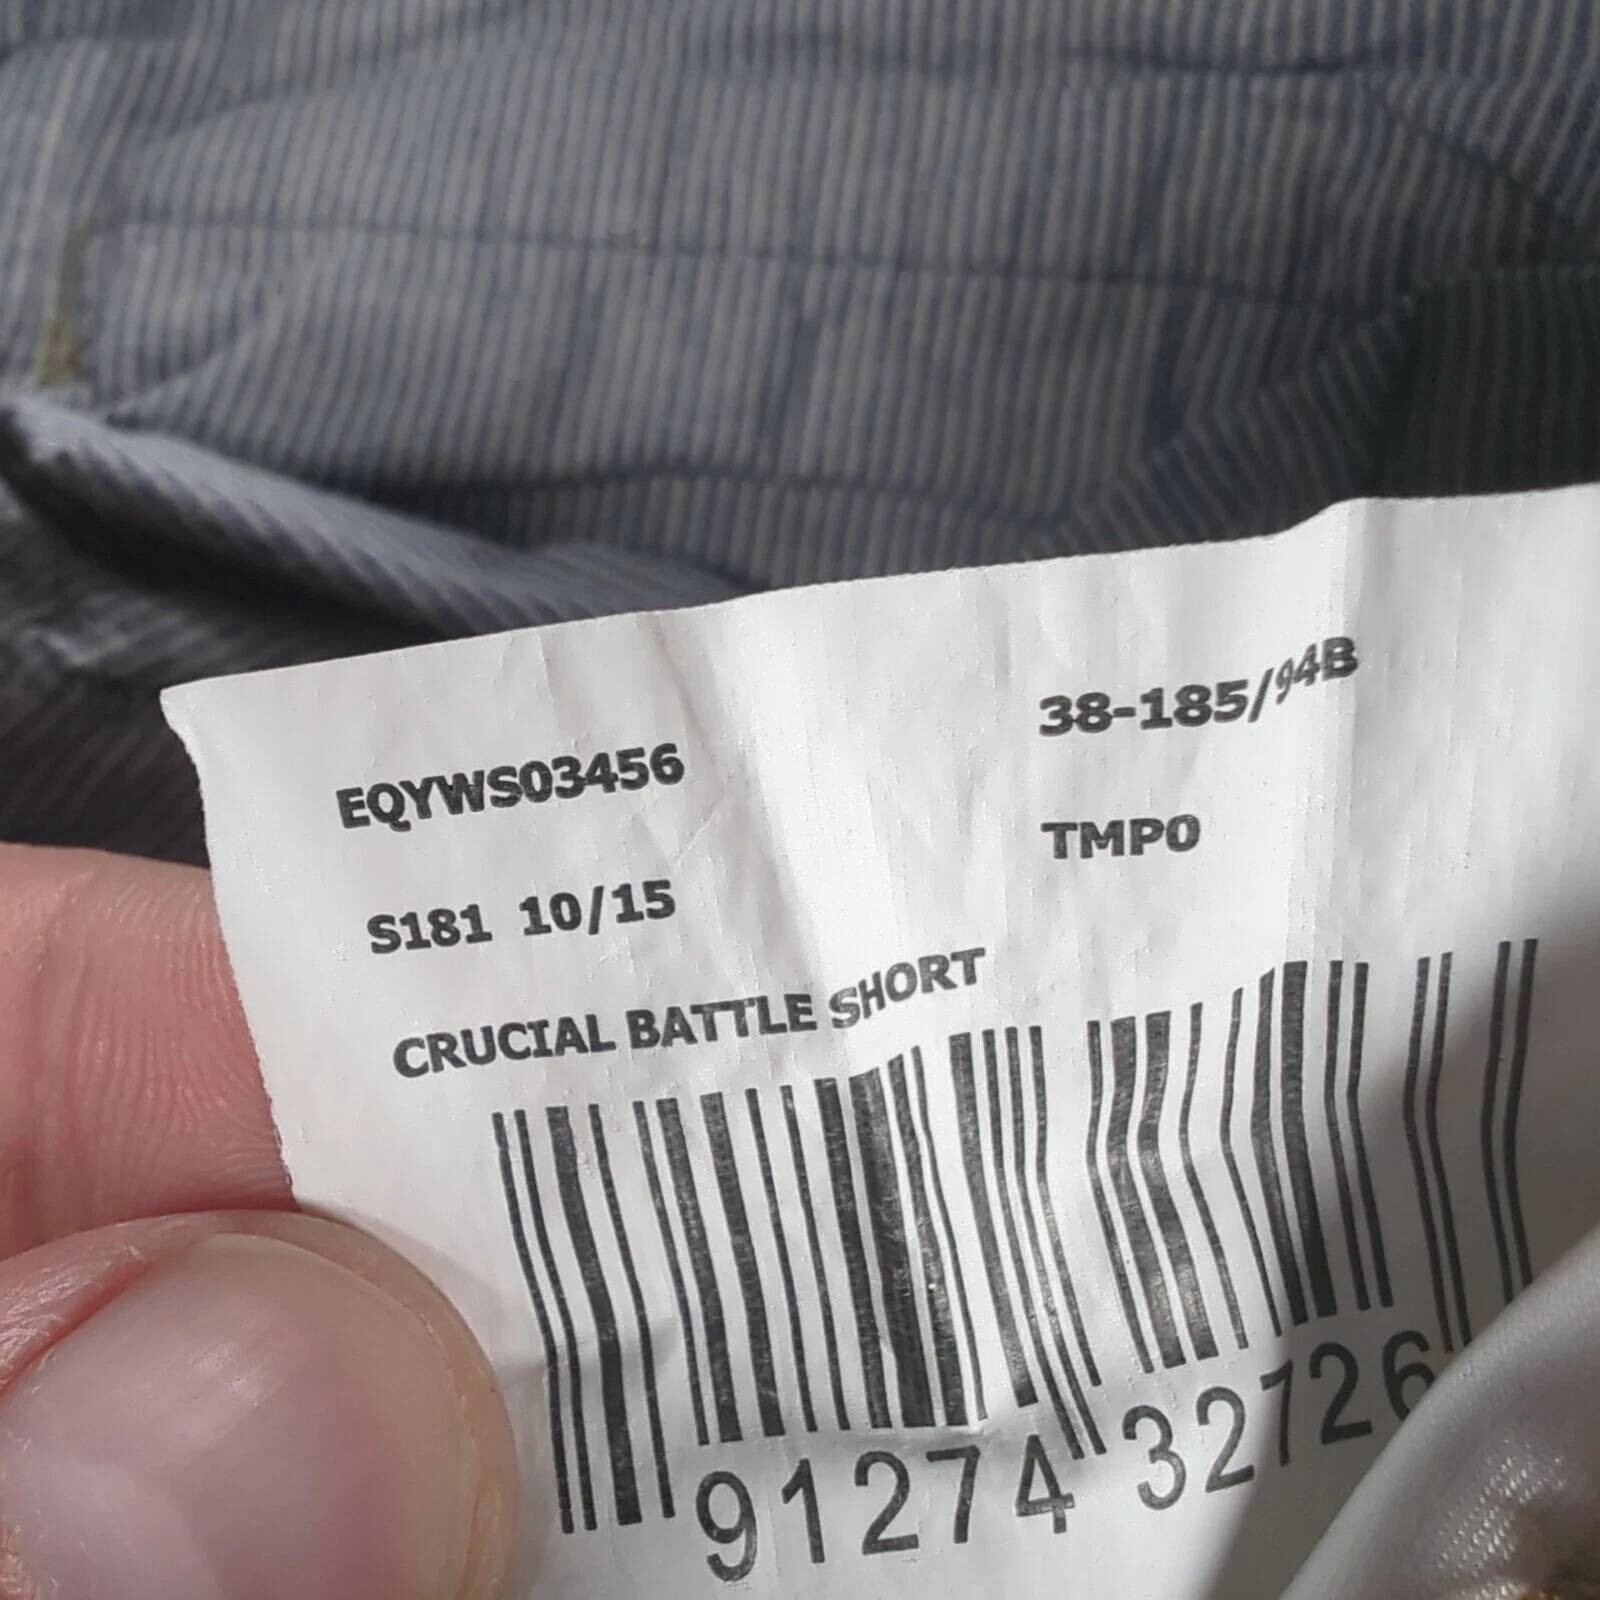 38-185/94B
EQYWS03456
TMP0
S181 10/15
CRUCIAL BATTLE SHORT
91274 32726